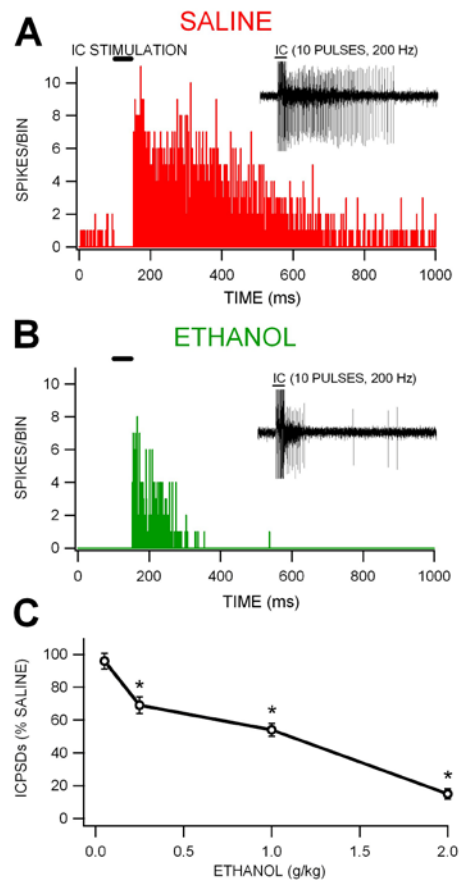 A
SALINE
IC STIMULATION
IC (10 PULSES, 200 Hz)
10
8
6
4
2
0
SPIKES/BIN
200 400 600 800 1000
TIME (ms)
B
ETHANOL
IC (10 PULSES, 200 Hz)
10
8
6
4
2
0
SPIKES/BIN
0 200 400 600 800 1000
TIME (ms)
C
100
80
60
40
20
0
ICPSDs (% SALINE)
* * *
0.0 0.5 1.0 1.5 2.0
ETHANOL (g/kg)